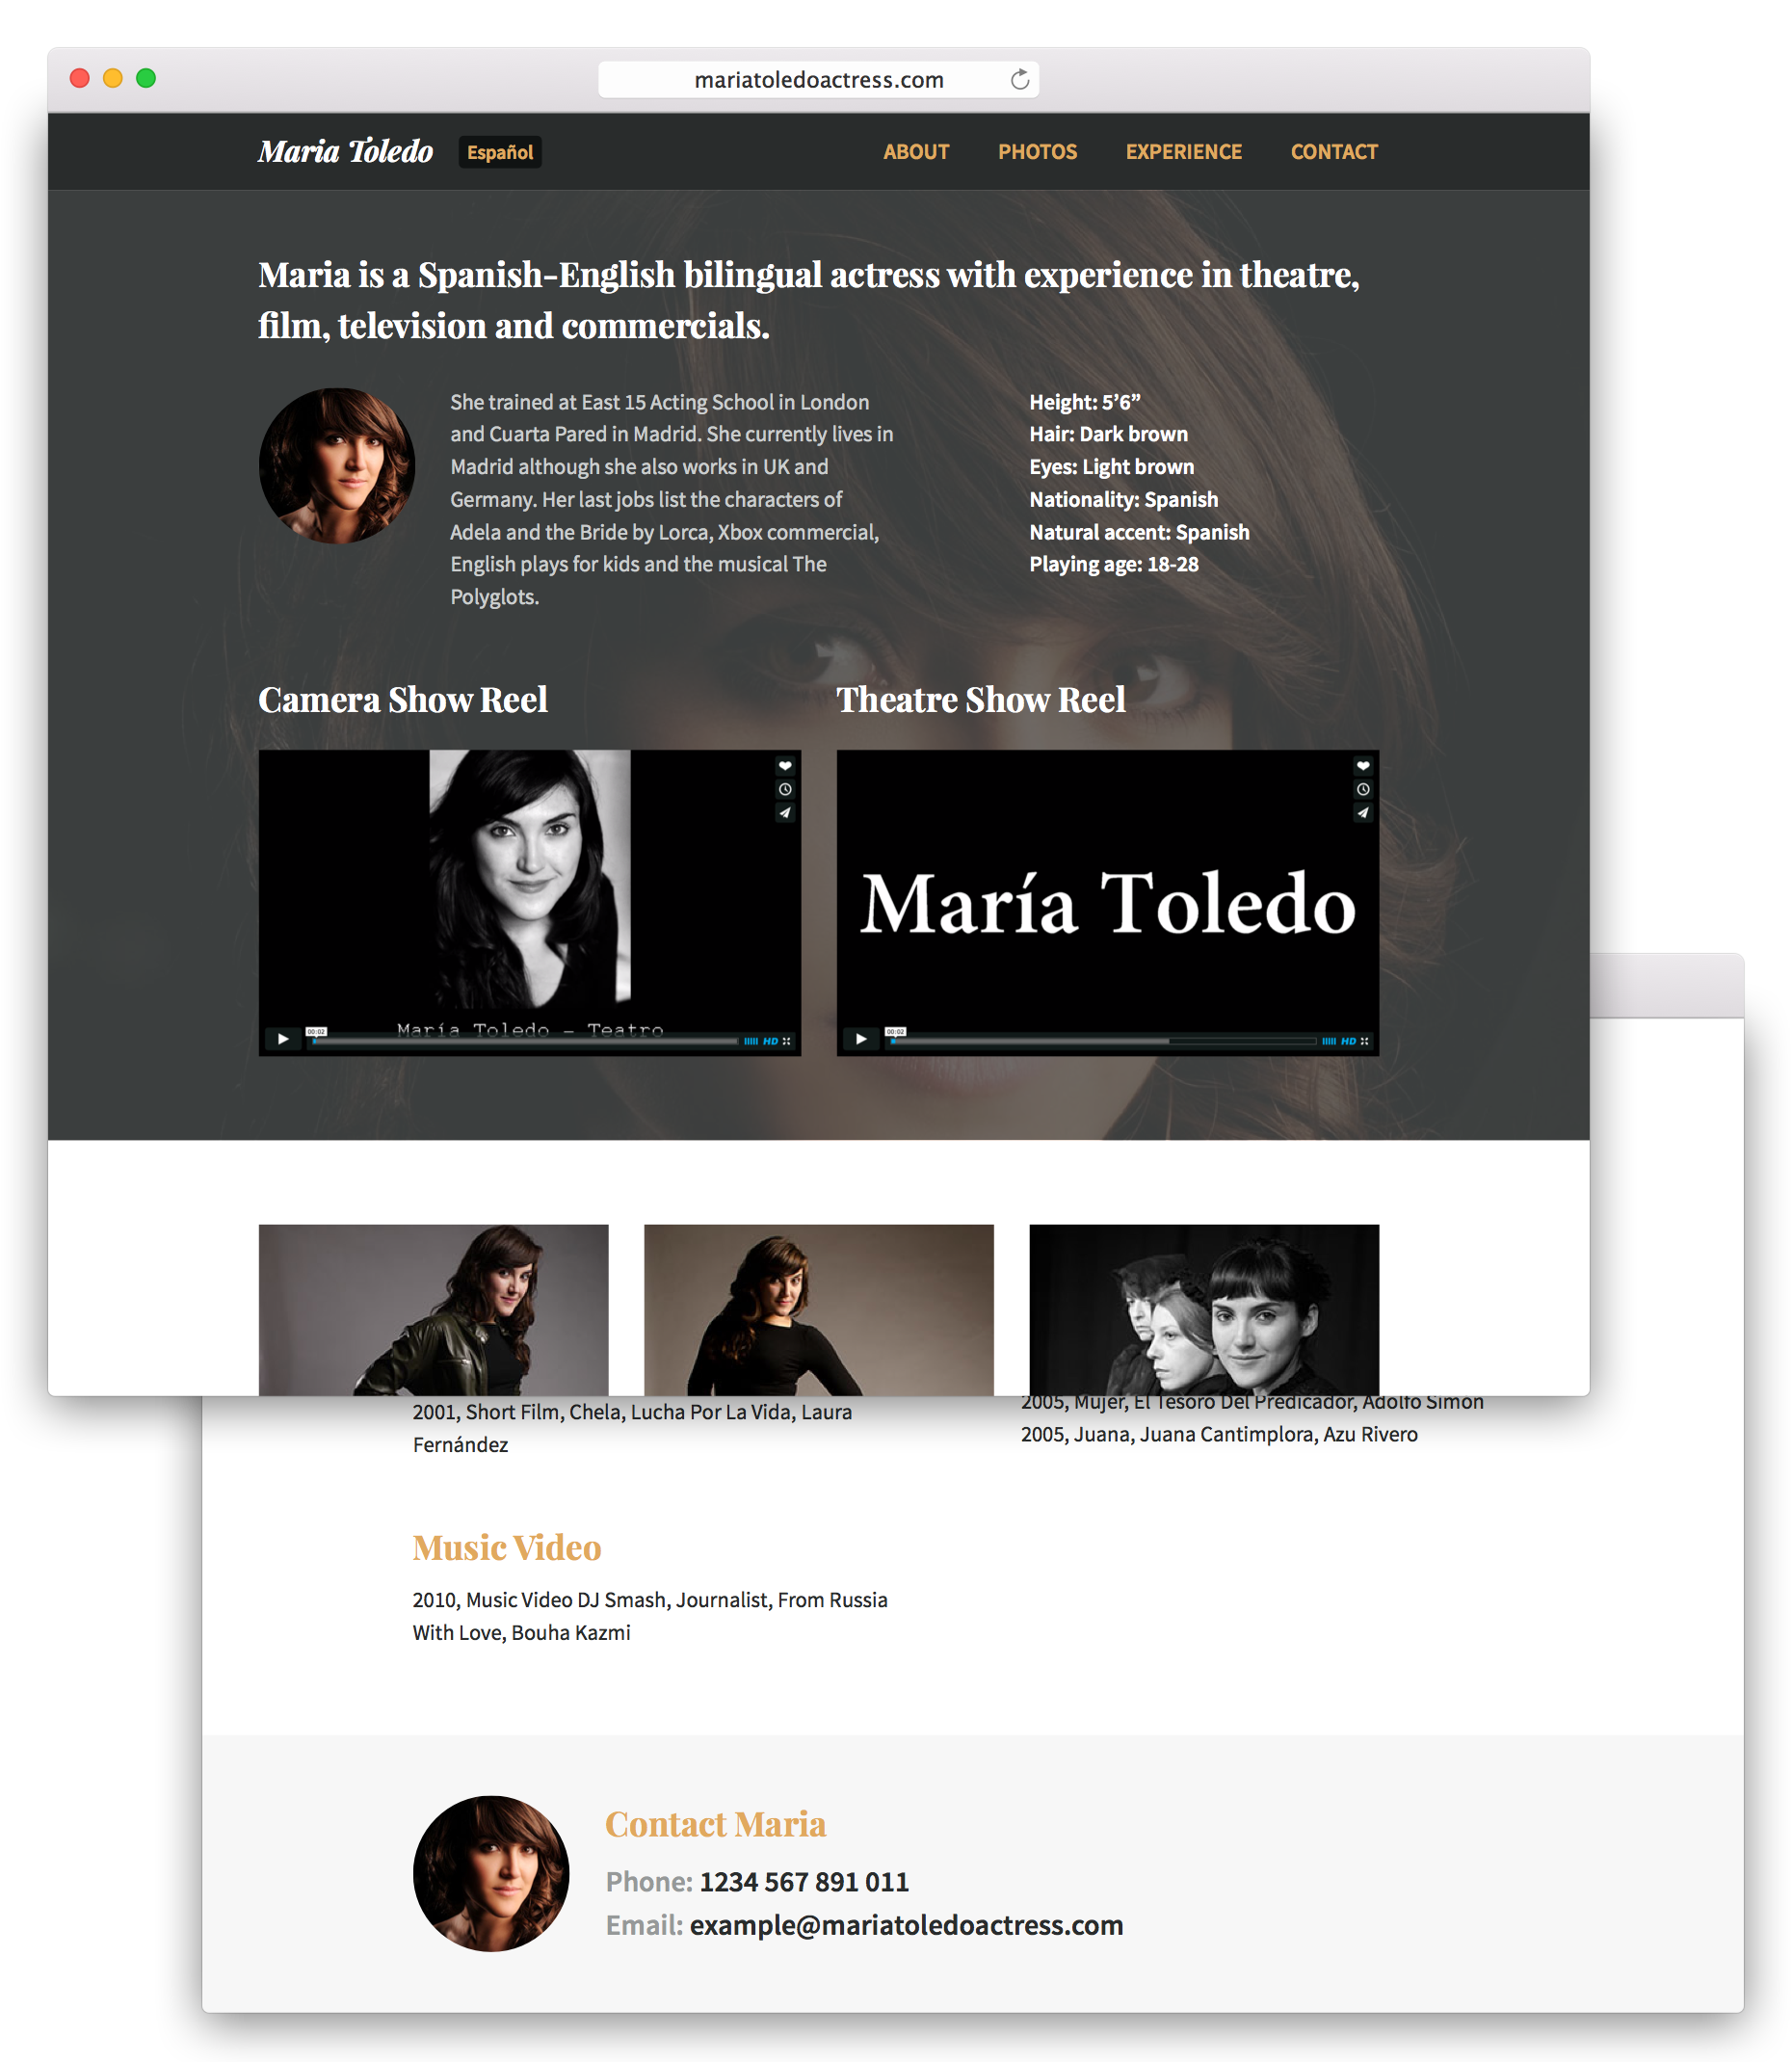 mariatoledoactress.com
Maria Toledo
Español
ABOUT
PHOTOS
EXPERIENCE
CONTACT
Maria is a Spanish-English bilingual actress with experience in theatre,
film, television and commercials.
She trained at East 15 Acting School in London
and Cuarta Pared in Madrid. She currently lives in
Madrid although she also works in UK and
Germany. Her last jobs list the characters of
Adela and the Bride by Lorca, Xbox commercial,
English plays for kids and the musical The
Polyglots.
Height: 5’6”
Hair: Dark brown
Eyes: Light brown
Nationality: Spanish
Natural accent: Spanish
Playing age: 18-28
Camera Show Reel
María Toledo - Teatro
00:02
HD
Theatre Show Reel
María Toledo
00:02
HD
2001, Short Film, Chela, Lucha Por La Vida, Laura
Fernández
2005, Mujer, El Tesoro Del Predicador, Adolfo Simon
2005, Juana, Juana Cantimplora, Azu Rivero
Music Video
2010, Music Video DJ Smash, Journalist, From Russia
With Love, Bouha Kazmi
Contact Maria
Phone: 1234 567 891 011
Email: example@mariatoledoactress.com